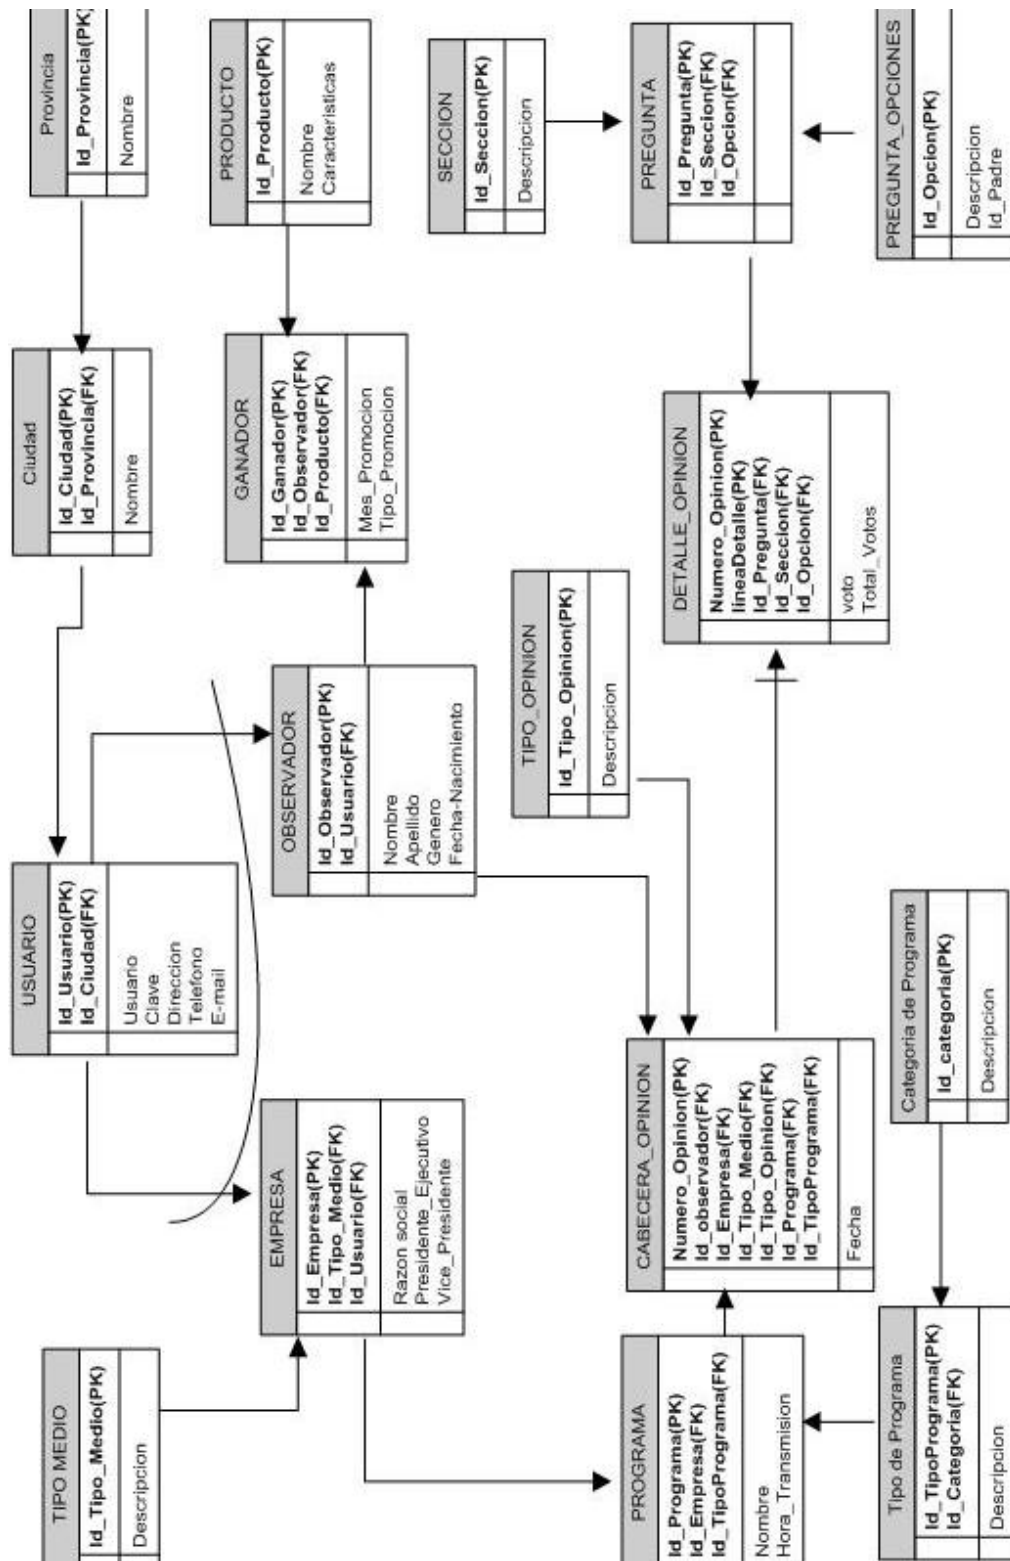 TIPO MEDIO
Id_Tipo_Medio(PK)
Descripcion
USUARIO
Id_Usuario(PK)
Id_Ciudad(FK)
Usuario
Clave
Direccion
Telefono
E-mail
Ciudad
Id_Ciudad(PK)
Id_Provincia(FK)
Nombre
Provincia
Id_Provincia(PK)
Nombre
EMPRESA
Id_Empresa(PK)
Id_Tipo_Medio(FK)
Id_Usuario(FK)
Razon social
Presidente_Ejecutivo
Vice_Presidente
OBSERVADOR
Id_Observador(PK)
Id_Usuario(FK)
Nombre
Apellido
Genero
Fecha-Nacimiento
GANADOR
Id_Ganador(PK)
Id_Observador(FK)
Id_Producto(FK)
Mes_Promocion
Tipo_Promocion
PRODUCTO
Id_Producto(PK)
Nombre
Caracteristicas
TIPO_OPINION
Id_Tipo_Opinion(PK)
Descripcion
SECCION
Id_Seccion(PK)
Descripcion
PROGRAMA
Id_Programa(PK)
Id_Empresa(FK)
Id_TipoPrograma(FK)
Nombre
Hora_Transmision
CABECERA_OPINION
Numero_Opinion(PK)
Id_observador(FK)
Id_Empresa(FK)
Id_Tipo_Medio(FK)
Id_Tipo_Opinion(FK)
Id_Programa(FK)
Id_TipoPrograma(FK)
Fecha
DETALLE_OPINION
Numero_Opinion(PK)
lineaDetalle(PK)
Id_Pregunta(FK)
Id_Seccion(FK)
Id_Opcion(FK)
voto
Total_Votos
PREGUNTA
Id_Pregunta(PK)
Id_Seccion(FK)
Id_Opcion(FK)
Tipo de Programa
Id_TipoPrograma(PK)
Id_Categoria(FK)
Descripcion
Categoria de Programa
Id_categoria(PK)
Descripcion
PREGUNTA_OPCIONES
Id_Opcion(PK)
Descripcion
Id_Padre